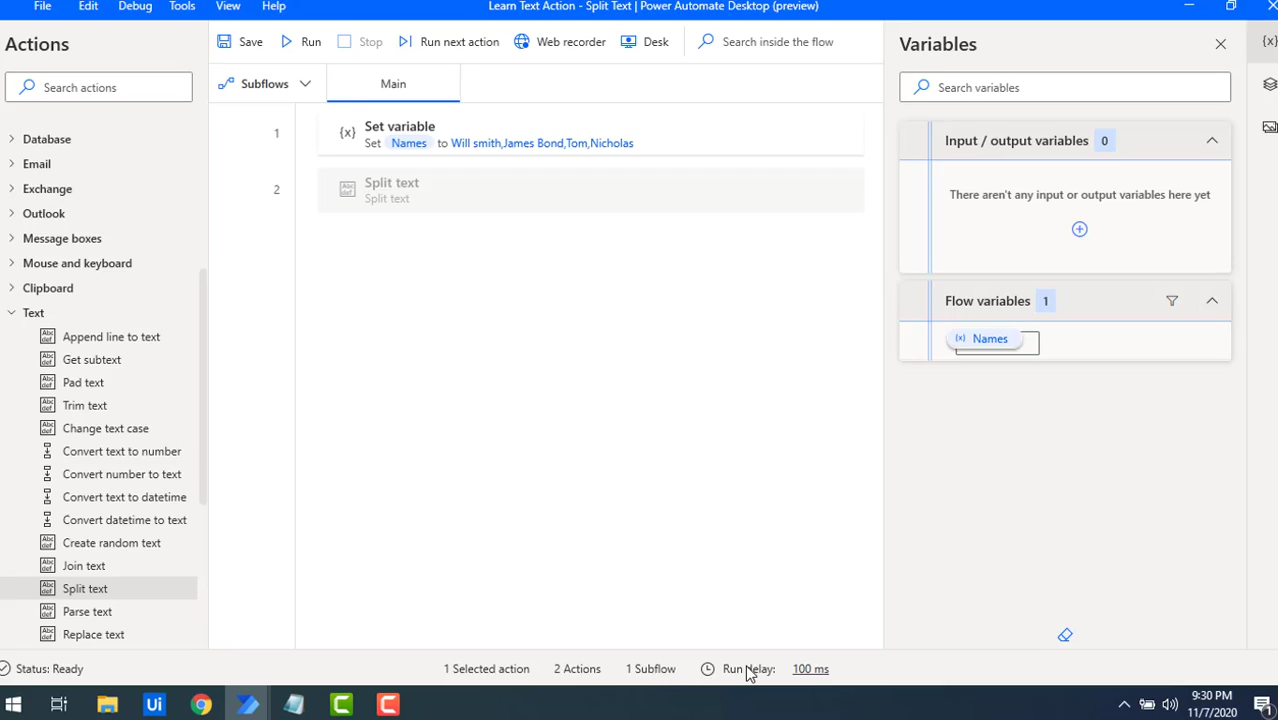 File Edit Debug Tools View Help Learn Text Action - Split Text | Power Automate Desktop (preview)
Actions
Search actions
Database
Email
Exchange
Outlook
Message boxes
Mouse and keyboard
Clipboard
Text
Append line to text
Get subtext
Pad text
Trim text
Change text case
Convert text to number
Convert number to text
Convert text to datetime
Convert datetime to text
Create random text
Join text
Split text
Parse text
Replace text
Save Run Stop Run next action Web recorder Desk Search inside the flow
Subflows Main
1 Set variable
Set Names to Will smith,James Bond,Tom,Nicholas
2 Split text
Split text
Variables
Search variables
Input / output variables 0
There aren't any input or output variables here yet
Flow variables 1
{x} Names
Status: Ready 1 Selected action 2 Actions 1 Subflow Run delay: 100 ms
9:30 PM
11/7/2020